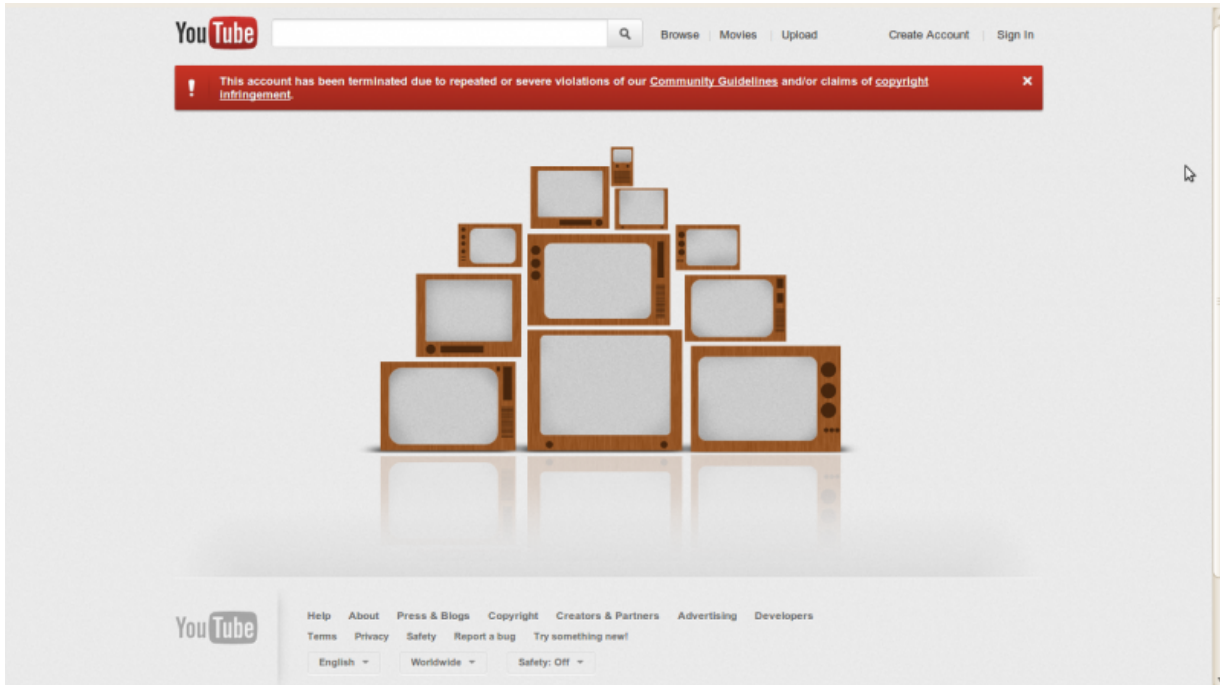 YouTube
Browse Movies Upload Create Account Sign In
! This account has been terminated due to repeated or severe violations of our Community Guidelines and/or claims of copyright
infringement.
YouTube
Help About Press & Blogs Copyright Creators & Partners Advertising Developers
Terms Privacy Safety Report a bug Try something new!
English Worldwide Safety: Off